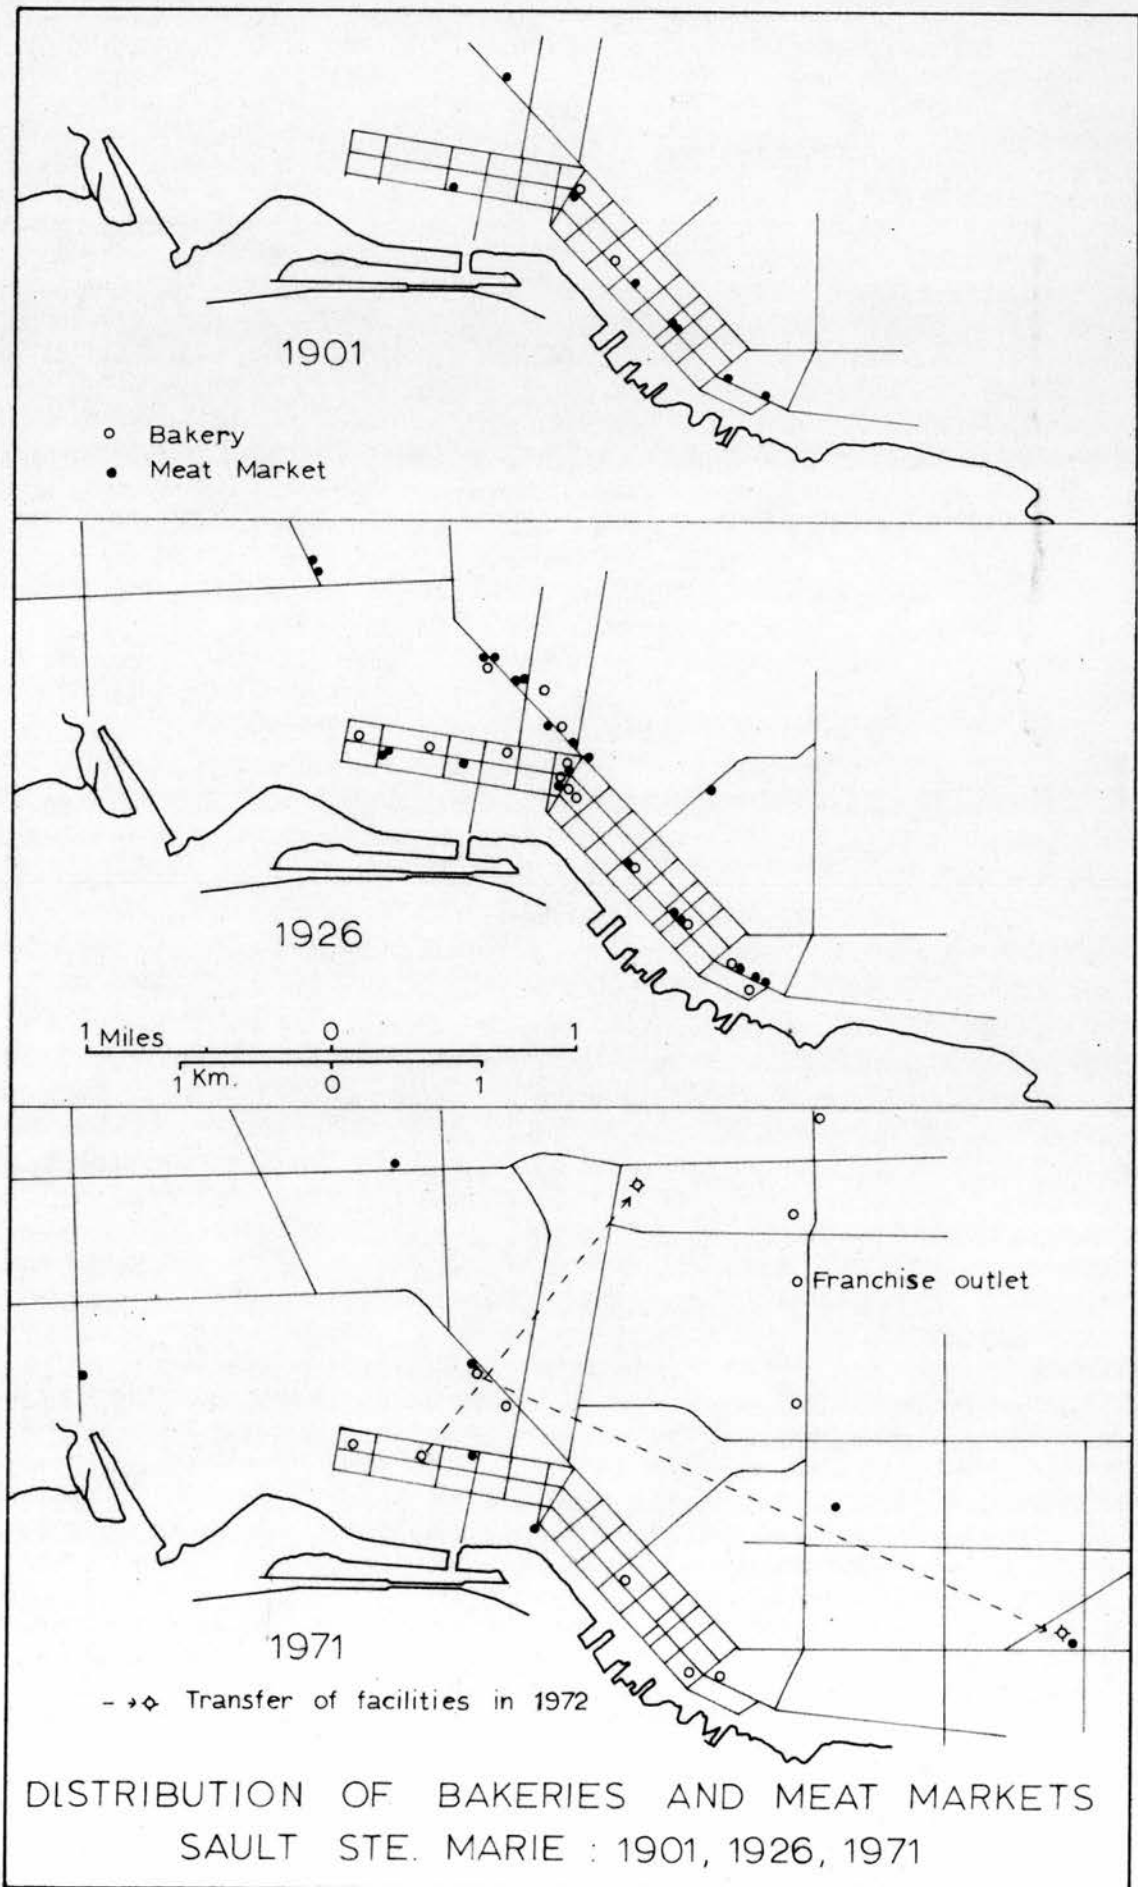 1901
Bakery
Meat Market
1926
1 Miles 0 1
1 Km. 0 1
Franchise outlet
1971
Transfer of facilities in 1972
DISTRIBUTION OF BAKERIES AND MEAT MARKETS
SAULT STE. MARIE : 1901, 1926, 1971